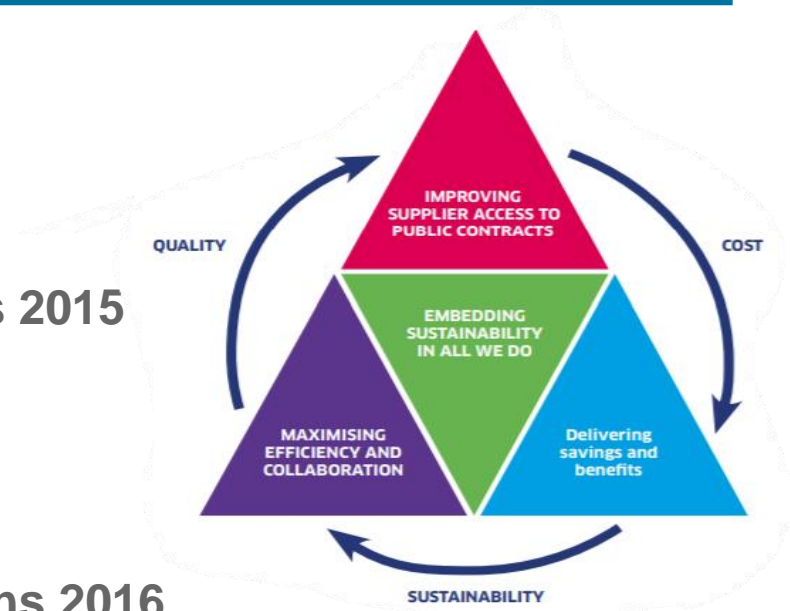 IMPROVING
SUPPLIER ACCESS TO
PUBLIC CONTRACTS
QUALITY
COST
s 2015
EMBEDDING
SUSTAINABILITY
IN ALL WE DO
MAXIMISING
EFFICIENCY AND
COLLABORATION
Delivering
savings and
benefits
ns 2016
SUSTAINABILITY